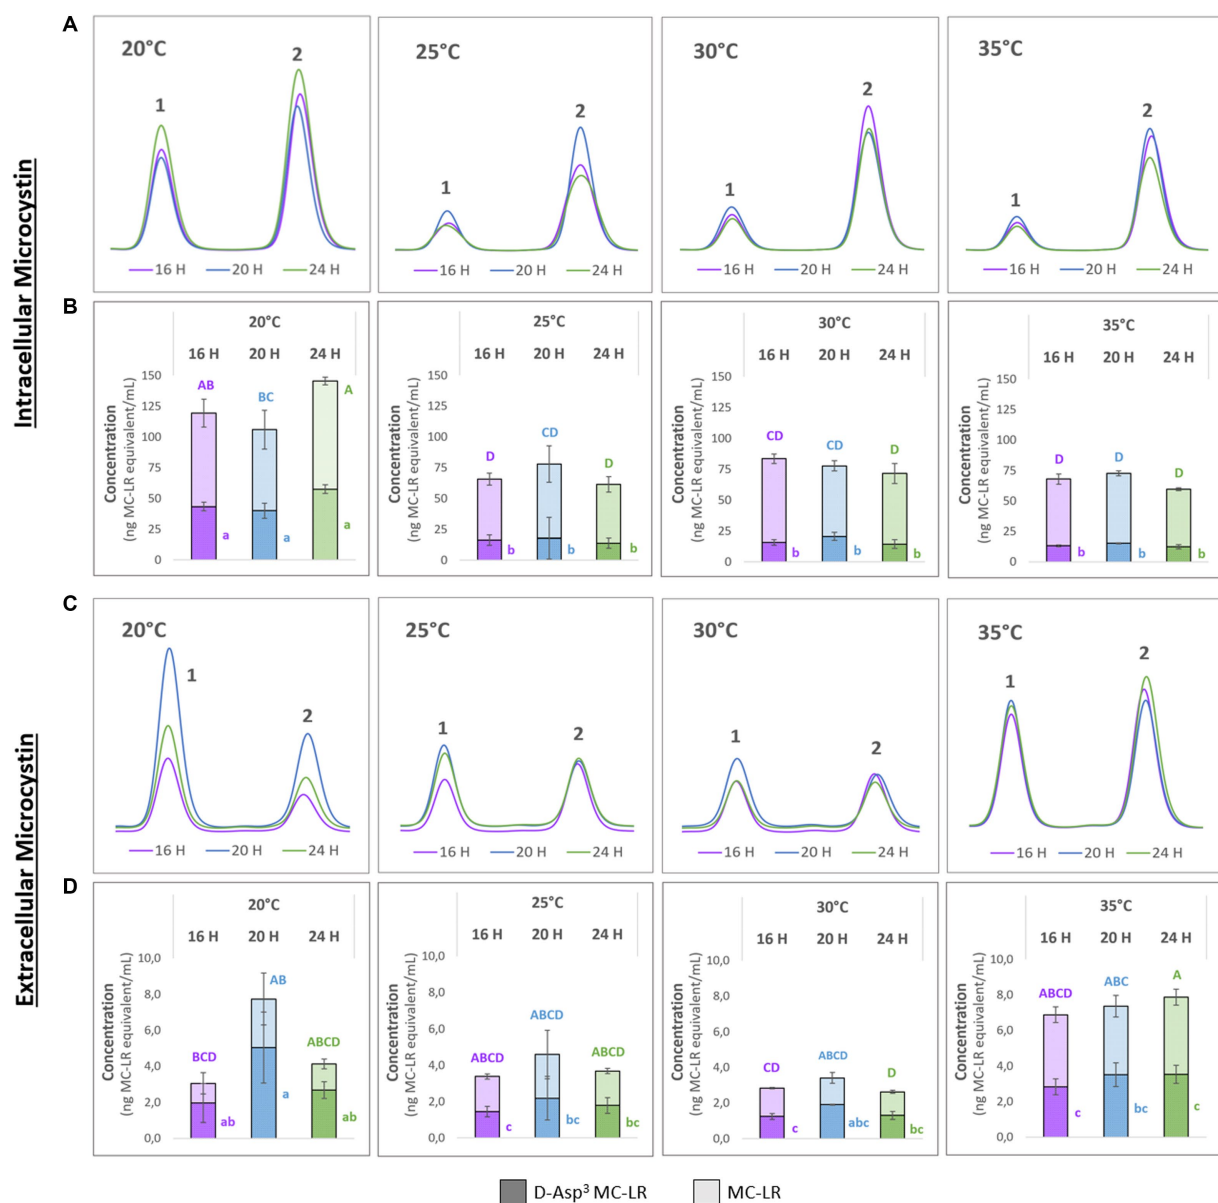 Intracellular Microcystin
A
20°C
1
2
16 H 20 H 24 H
25°C
1
2
16 H 20 H 24 H
30°C
1
2
16 H 20 H 24 H
35°C
1
2
16 H 20 H 24 H
B
20°C
16 H 20 H 24 H
Concentration
(ng MC-LR equivalent/mL)
150
125
100
75
50
25
0
AB
BC
A
a
a
a
25°C
16 H 20 H 24 H
Concentration
(ng MC-LR equivalent/mL)
150
125
100
75
50
25
0
D
CD
D
b
b
b
30°C
16 H 20 H 24 H
Concentration
(ng MC-LR equivalent/mL)
150
125
100
75
50
25
0
CD
CD
D
b
b
b
35°C
16 H 20 H 24 H
Concentration
(ng MC-LR equivalent/mL)
150
125
100
75
50
25
0
D
D
D
b
b
b
Extracellular Microcystin
C
20°C
1
2
16 H 20 H 24 H
25°C
1
2
16 H 20 H 24 H
30°C
1
2
16 H 20 H 24 H
35°C
1
2
16 H 20 H 24 H
D
20°C
16 H 20 H 24 H
Concentration
(ng MC-LR equivalent/mL)
10,0
8,0
6,0
4,0
2,0
0,0
BCD
AB
ABCD
ab
a
ab
25°C
16 H 20 H 24 H
Concentration
(ng MC-LR equivalent/mL)
10,0
8,0
6,0
4,0
2,0
0,0
ABCD
ABCD
ABCD
c
bc
bc
30°C
16 H 20 H 24 H
Concentration
(ng MC-LR equivalent/mL)
10,0
8,0
6,0
4,0
2,0
0,0
CD
ABCD
D
c
abc
bc
35°C
16 H 20 H 24 H
Concentration
(ng MC-LR equivalent/mL)
10,0
8,0
6,0
4,0
2,0
0,0
ABCD
ABC
A
c
bc
c
D-Asp³ MC-LR MC-LR